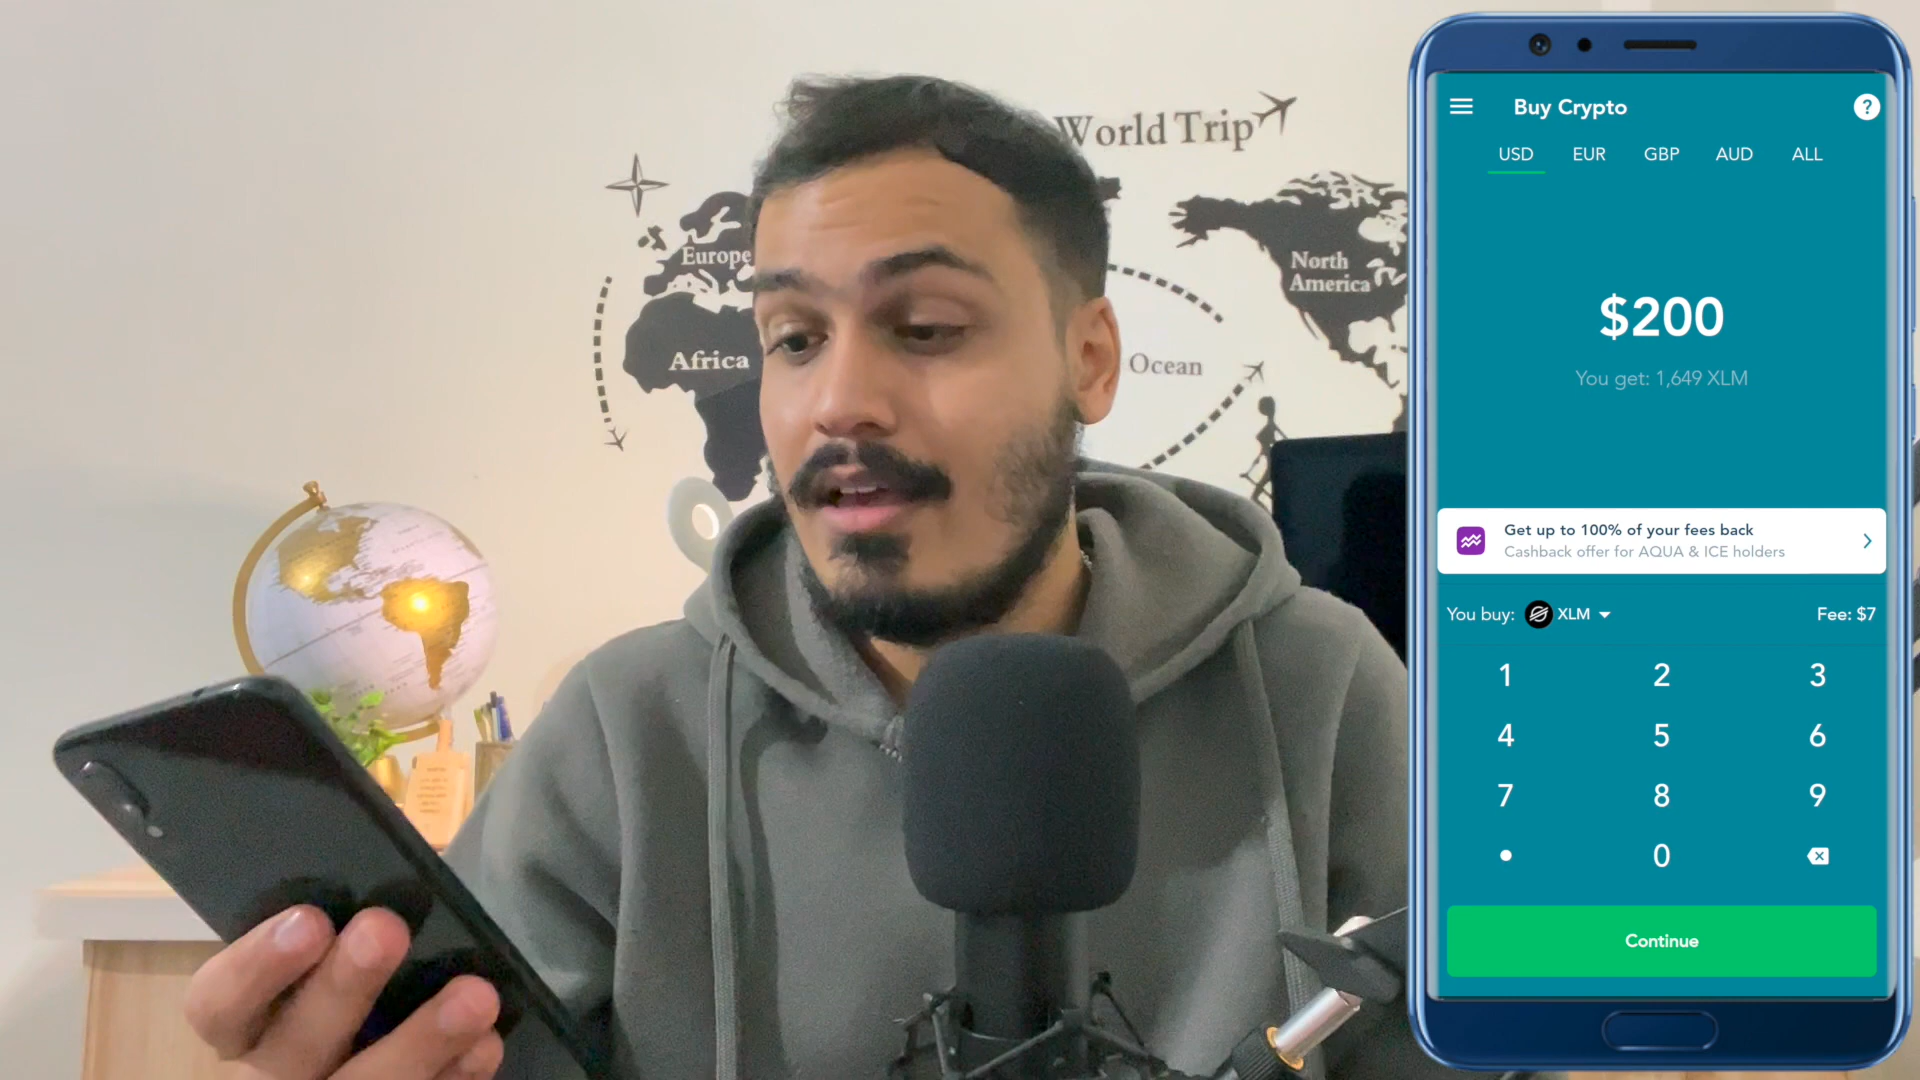 World Trip
Europe
Africa
North
America
Ocean
Buy Crypto
?
USD EUR GBP AUD ALL
$200
You get: 1,649 XLM
Get up to 100% of your fees back
Cashback offer for AQUA & ICE holders
You buy: XLM Fee: $7
1 2 3
4 5 6
7 8 9
0
Continue